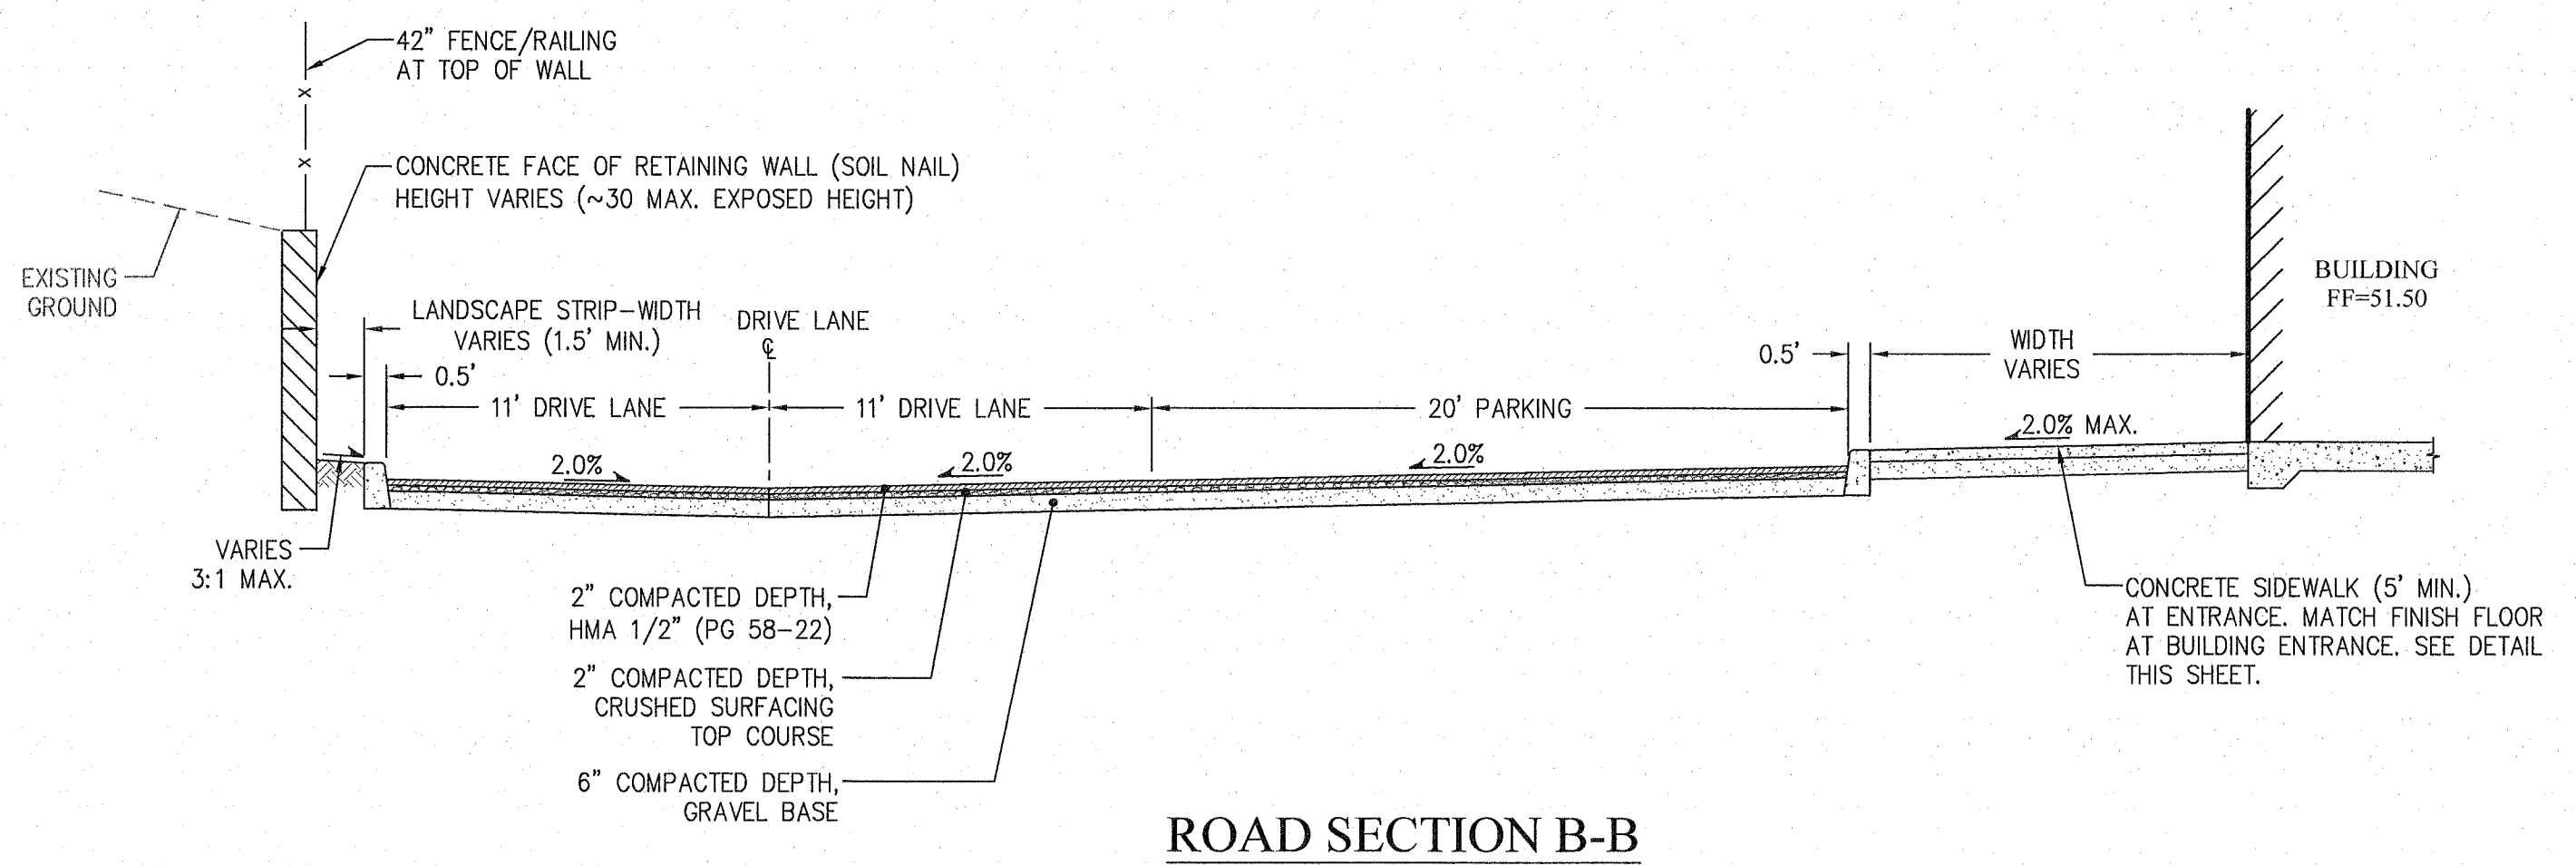 42" FENCE/RAILING
AT TOP OF WALL
CONCRETE FACE OF RETAINING WALL (SOIL NAIL)
HEIGHT VARIES (~30 MAX. EXPOSED HEIGHT)
EXISTING
GROUND
BUILDING
FF=51.50
LANDSCAPE STRIP-WIDTH
VARIES (1.5' MIN.)
DRIVE LANE
℄
0.5'
WIDTH
VARIES
0.5'
11' DRIVE LANE
11' DRIVE LANE
20' PARKING
2.0%
2.0%
2.0%
2.0% MAX.
VARIES
3:1 MAX.
2" COMPACTED DEPTH,
HMA 1/2" (PG 58-22)
2" COMPACTED DEPTH,
CRUSHED SURFACING
TOP COURSE
6" COMPACTED DEPTH,
GRAVEL BASE
CONCRETE SIDEWALK (5' MIN.)
AT ENTRANCE. MATCH FINISH FLOOR
AT BUILDING ENTRANCE. SEE DETAIL
THIS SHEET.
ROAD SECTION B-B